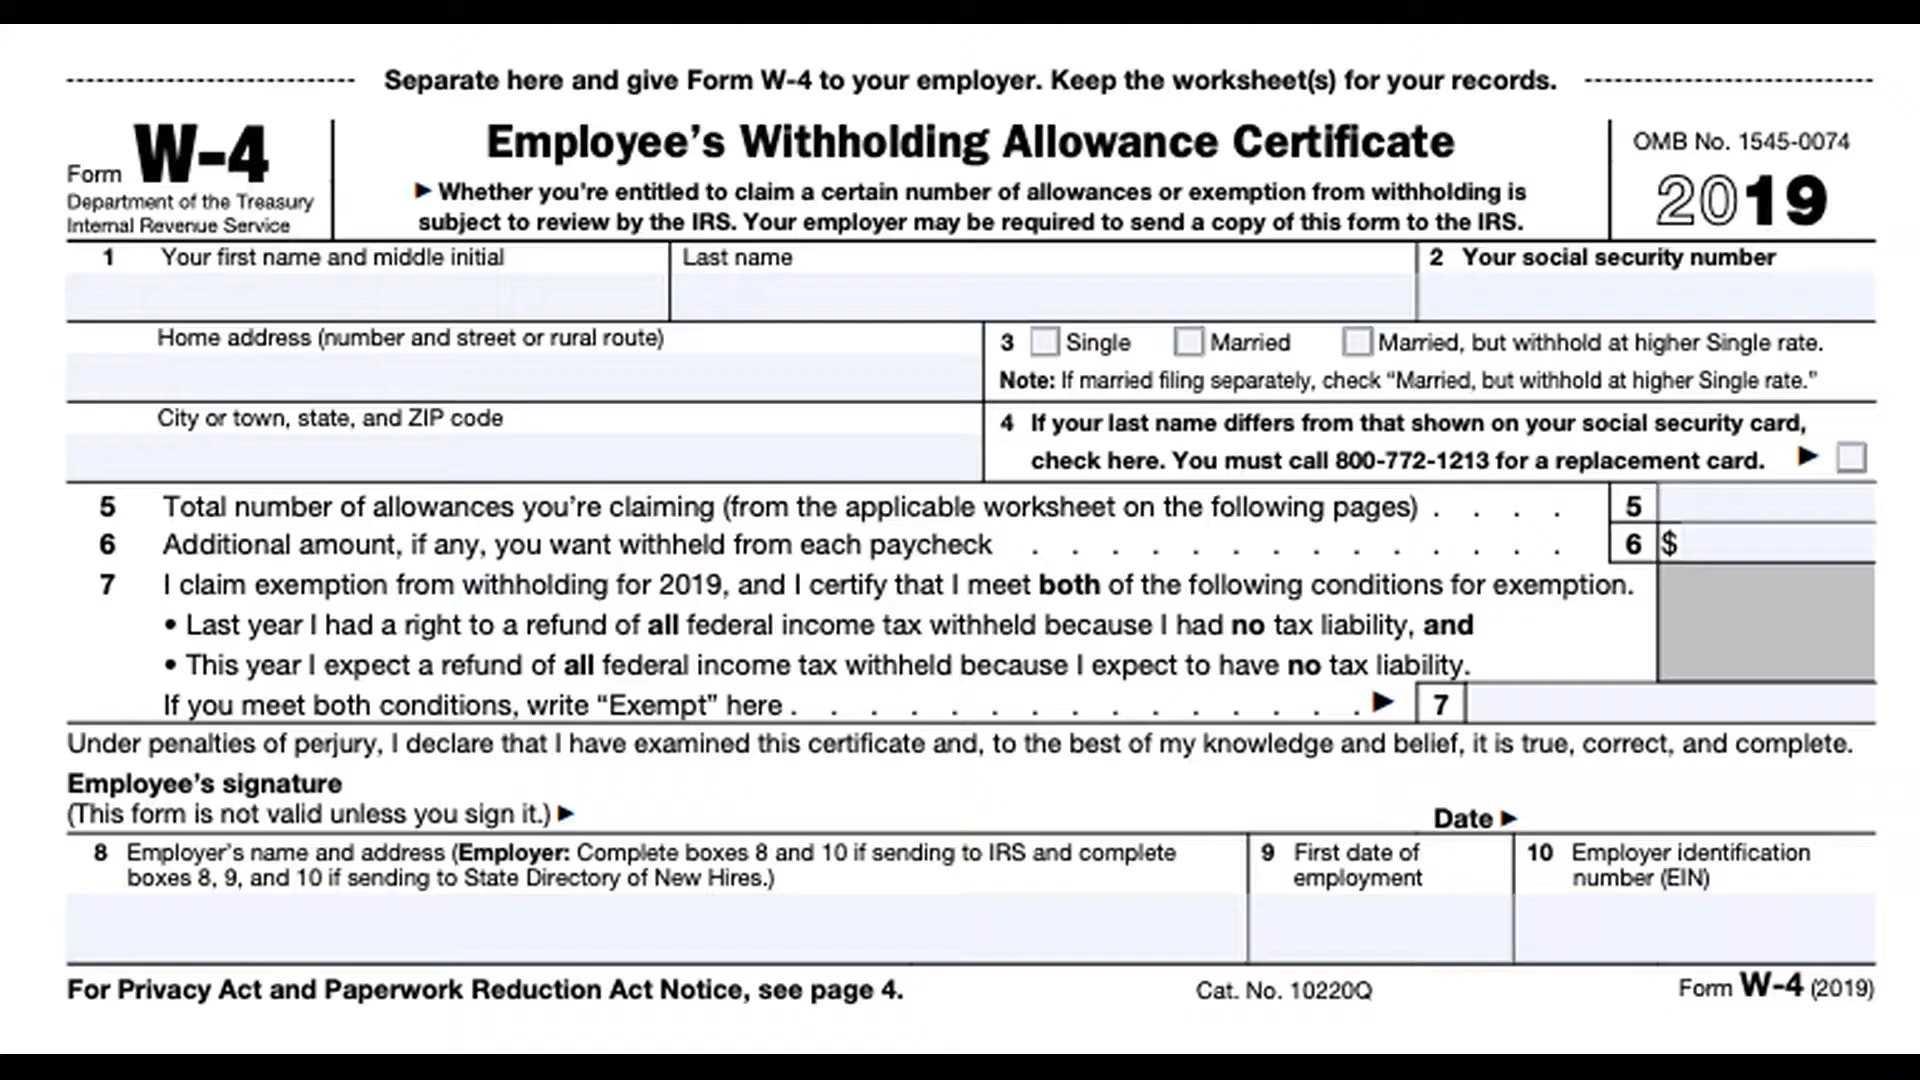 Separate here and give Form W-4 to your employer. Keep the worksheet(s) for your records.
Form W-4
Department of the Treasury
Internal Revenue Service
Employee's Withholding Allowance Certificate
▶ Whether you're entitled to claim a certain number of allowances or exemption from withholding is
subject to review by the IRS. Your employer may be required to send a copy of this form to the IRS.
OMB No. 1545-0074
2019
1 Your first name and middle initial
Last name
2 Your social security number
Home address (number and street or rural route)
3 Single Married Married, but withhold at higher Single rate.
Note: If married filing separately, check “Married, but withhold at higher Single rate.”
City or town, state, and ZIP code
4 If your last name differs from that shown on your social security card,
check here. You must call 800-772-1213 for a replacement card. ▶
5 Total number of allowances you're claiming (from the applicable worksheet on the following pages) . . . . 5
6 Additional amount, if any, you want withheld from each paycheck . . . . . . . . . . . . . . 6 $
7 I claim exemption from withholding for 2019, and I certify that I meet both of the following conditions for exemption.
• Last year I had a right to a refund of all federal income tax withheld because I had no tax liability, and
• This year I expect a refund of all federal income tax withheld because I expect to have no tax liability.
If you meet both conditions, write “Exempt” here . . . . . . . . . . . . . . . ▶ 7
Under penalties of perjury, I declare that I have examined this certificate and, to the best of my knowledge and belief, it is true, correct, and complete.
Employee's signature
(This form is not valid unless you sign it.) ▶
Date ▶
8 Employer's name and address (Employer: Complete boxes 8 and 10 if sending to IRS and complete
boxes 8, 9, and 10 if sending to State Directory of New Hires.)
9 First date of
employment
10 Employer identification
number (EIN)
For Privacy Act and Paperwork Reduction Act Notice, see page 4.
Cat. No. 10220Q
Form W-4 (2019)